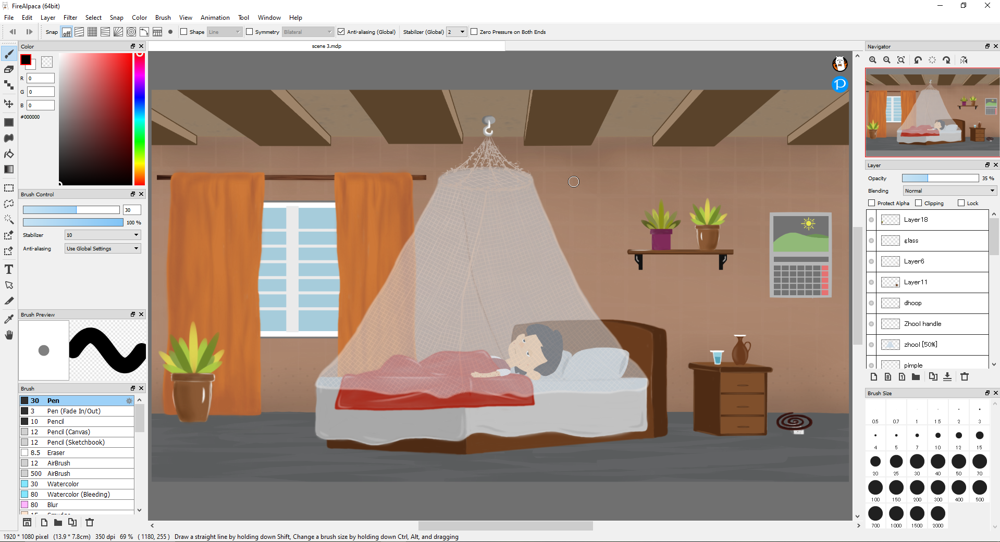 FireAlpaca (64bit)
File Edit Layer Filter Select Snap Color Brush View Animation Tool Window Help
Snap off Shape Line Symmetry Bilateral Anti-aliasing (Global) Stabilizer (Global) 2 Zero Pressure on Both Ends
Color
scene 3.mdp
R 0
G 0
B 0
#000000
Brush Control
30
100 %
Stabilizer 10
Anti-aliasing Use Global Settings
Brush Preview
Brush
30 Pen
3 Pen (Fade In/Out)
10 Pencil
12 Pencil (Canvas)
12 Pencil (Sketchbook)
8.5 Eraser
12 AirBrush
500 AirBrush
30 Watercolor
80 Watercolor (Bleeding)
80 Blur
Navigator
Layer
Opacity 35 %
Blending Normal
Protect Alpha Clipping Lock
Layer18
glass
Layer6
Layer11
dhoop
Zhool handle
zhool [50%]
pimple
Brush Size
0.5 0.7 1 1.5 2 3
4 5 7 10 12 15
20 25 30 40 50 70
100 150 200 300 400 500
700 1000 1500 2000
1920 * 1080 pixel (13.9 * 7.8cm) 350 dpi 69 % ( 1180, 255 ) Draw a straight line by holding down Shift, Change a brush size by holding down Ctrl, Alt, and dragging